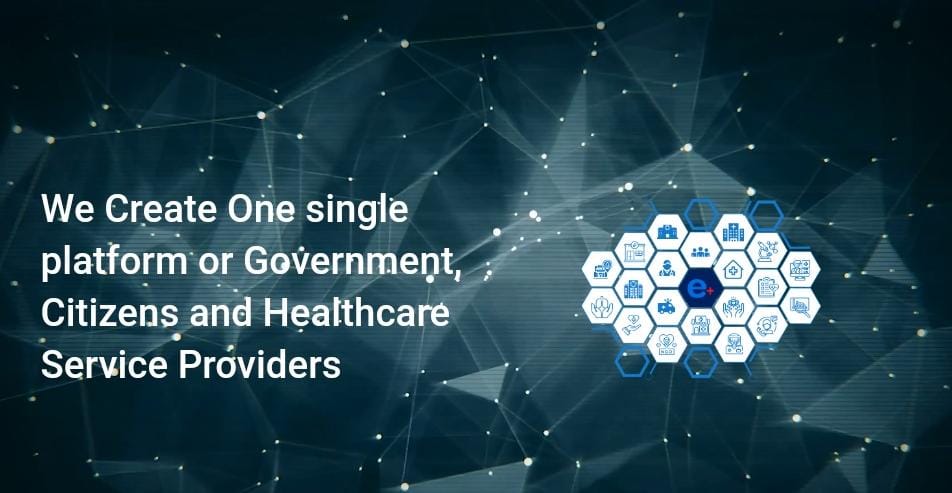 We Create One single
platform or Government,
Citizens and Healthcare
Service Providers
e+